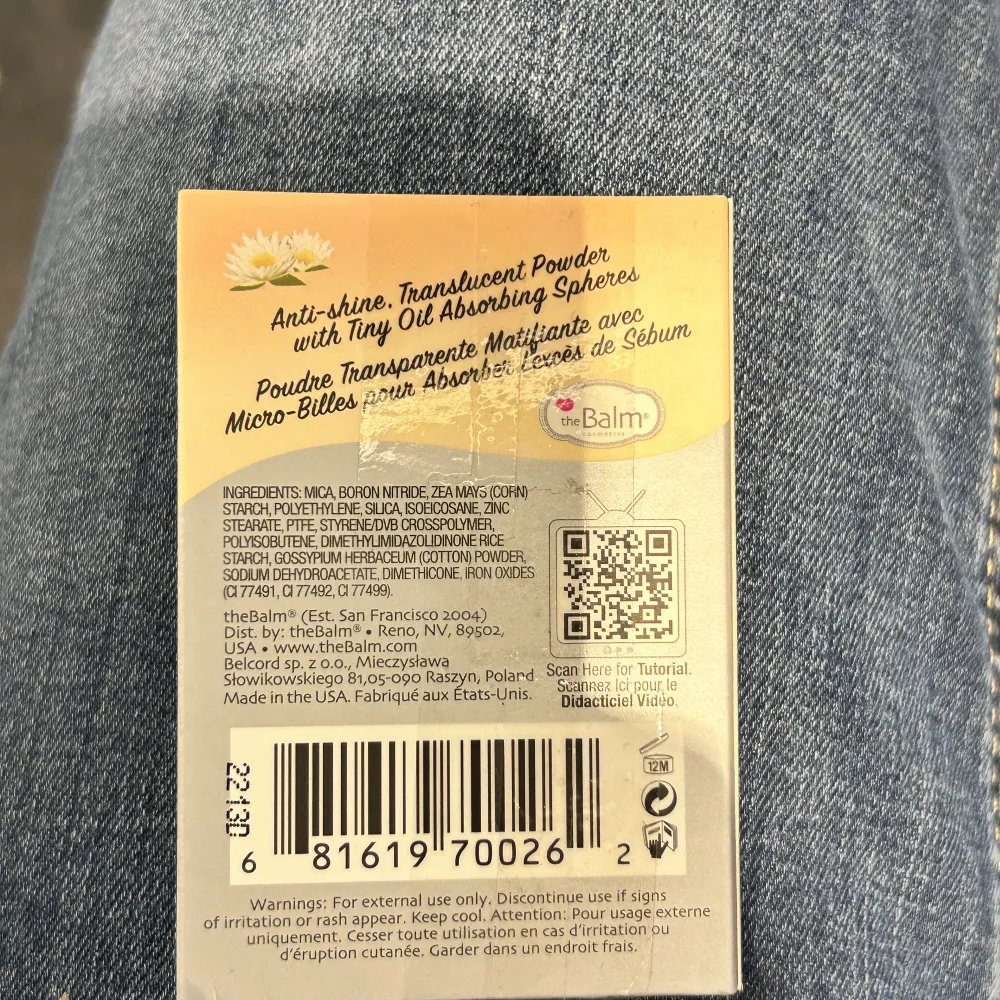 Anti-shine, Translucent Powder
with Tiny Oil Absorbing Spheres
Poudre Transparente Matifiante avec
Micro-Billes pour Absorber L'excès de Sébum
theBalm®
cosmetics
INGREDIENTS: MICA, BORON NITRIDE, ZEA MAYS (CORN)
STARCH, POLYETHYLENE, SILICA, ISOEICOSANE, ZINC
STEARATE, PTFE, STYRENE/DVB CROSSPOLYMER,
POLYISOBUTENE, DIMETHYLIMIDAZOLIDINONE RICE
STARCH, GOSSYPIUM HERBACEUM (COTTON) POWDER,
SODIUM DEHYDROACETATE, DIMETHICONE, IRON OXIDES
(CI 77491, CI 77492, CI 77499).
theBalm® (Est. San Francisco 2004)
Dist. by: theBalm® • Reno, NV, 89502,
USA • www.theBalm.com
Belcord sp. z o.o., Mieczysława
Słowikowskiego 81,05-090 Raszyn, Poland
Made in the USA. Fabriqué aux États-Unis.
Scan Here for Tutorial.
Scannez Ici pour le
Didacticiel Vidéo.
22130
12M
6 81619 70026 2
Warnings: For external use only. Discontinue use if signs
of irritation or rash appear. Keep cool. Attention: Pour usage externe
uniquement. Cesser toute utilisation en cas d'irritation ou
d'éruption cutanée. Garder dans un endroit frais.